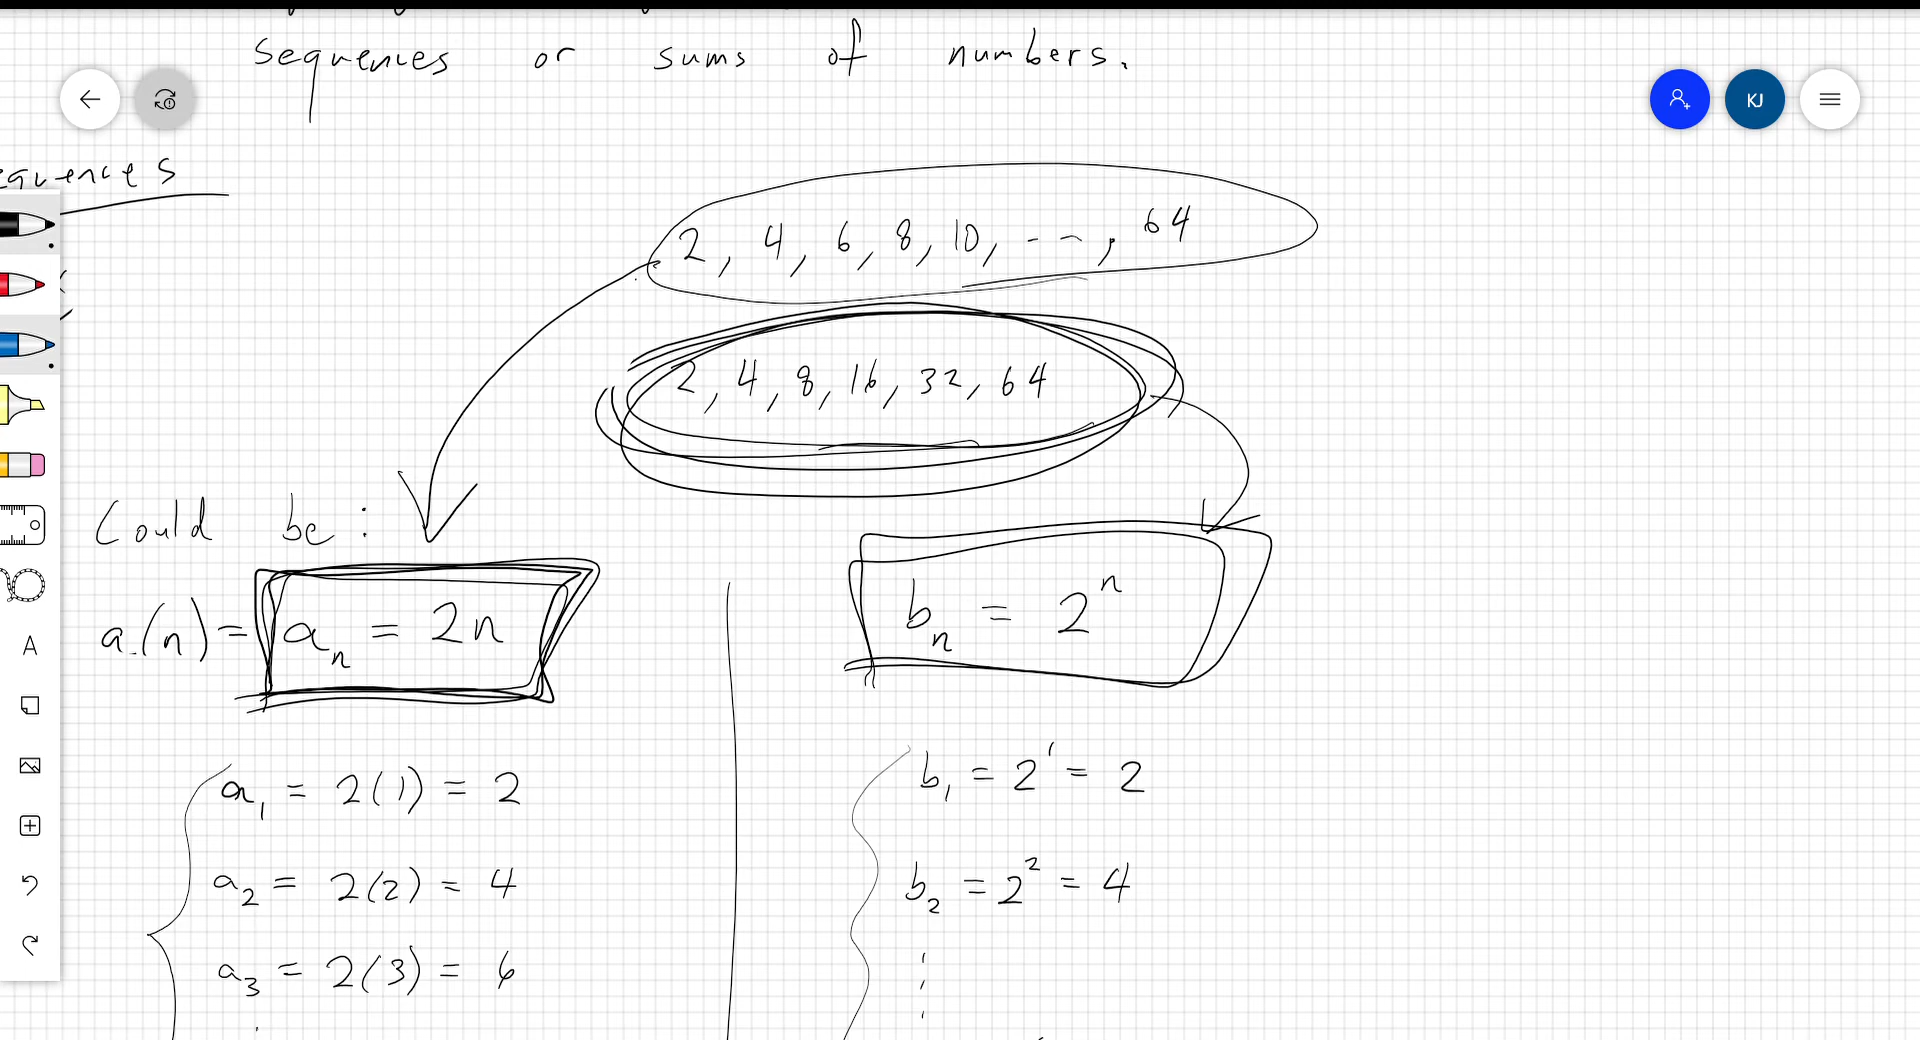 sequences or sums of numbers.
KJ
equences
2, 4, 6, 8, 10, - - -, 64
2, 4, 8, 16, 32, 64
Could be:
a(n) = a_n = 2n
b_n = 2^n
a_1 = 2(1) = 2
b_1 = 2^1 = 2
a_2 = 2(2) = 4
b_2 = 2^2 = 4
a_3 = 2(3) = 6
A